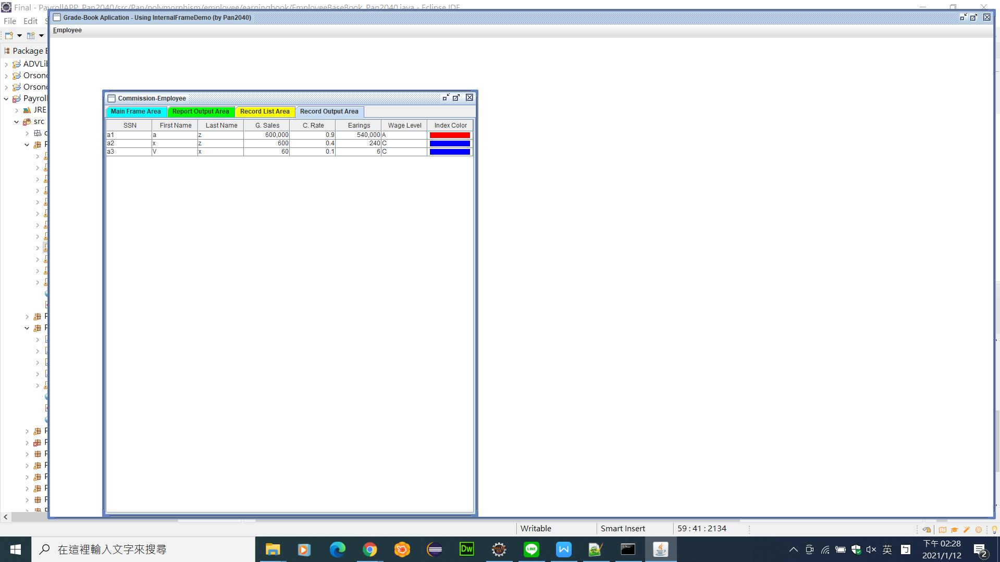 Final - PayrollAPP_Pan2040/src/Pan/polymorphism/employee/earningbook/EmployeeBaseBook_Pan2040.java - Eclipse IDE
Grade-Book Aplication - Using InternalFrameDemo (by Pan2040)
File Edit
Employee
Package
Payroll
JRE
src
Commission-Employee
Main Frame Area Report Output Area Record List Area Record Output Area
SSN First Name Last Name G. Sales C. Rate Earings Wage Level Index Color
a1 a z 600,000 0.9 540,000 A
a2 x z 600 0.4 240 C
a3 V x 60 0.1 6 C
Writable Smart Insert 59 : 41 : 2134
在這裡輸入文字來搜尋
Dw
LINE
英
下午 02:28
2021/1/12
2